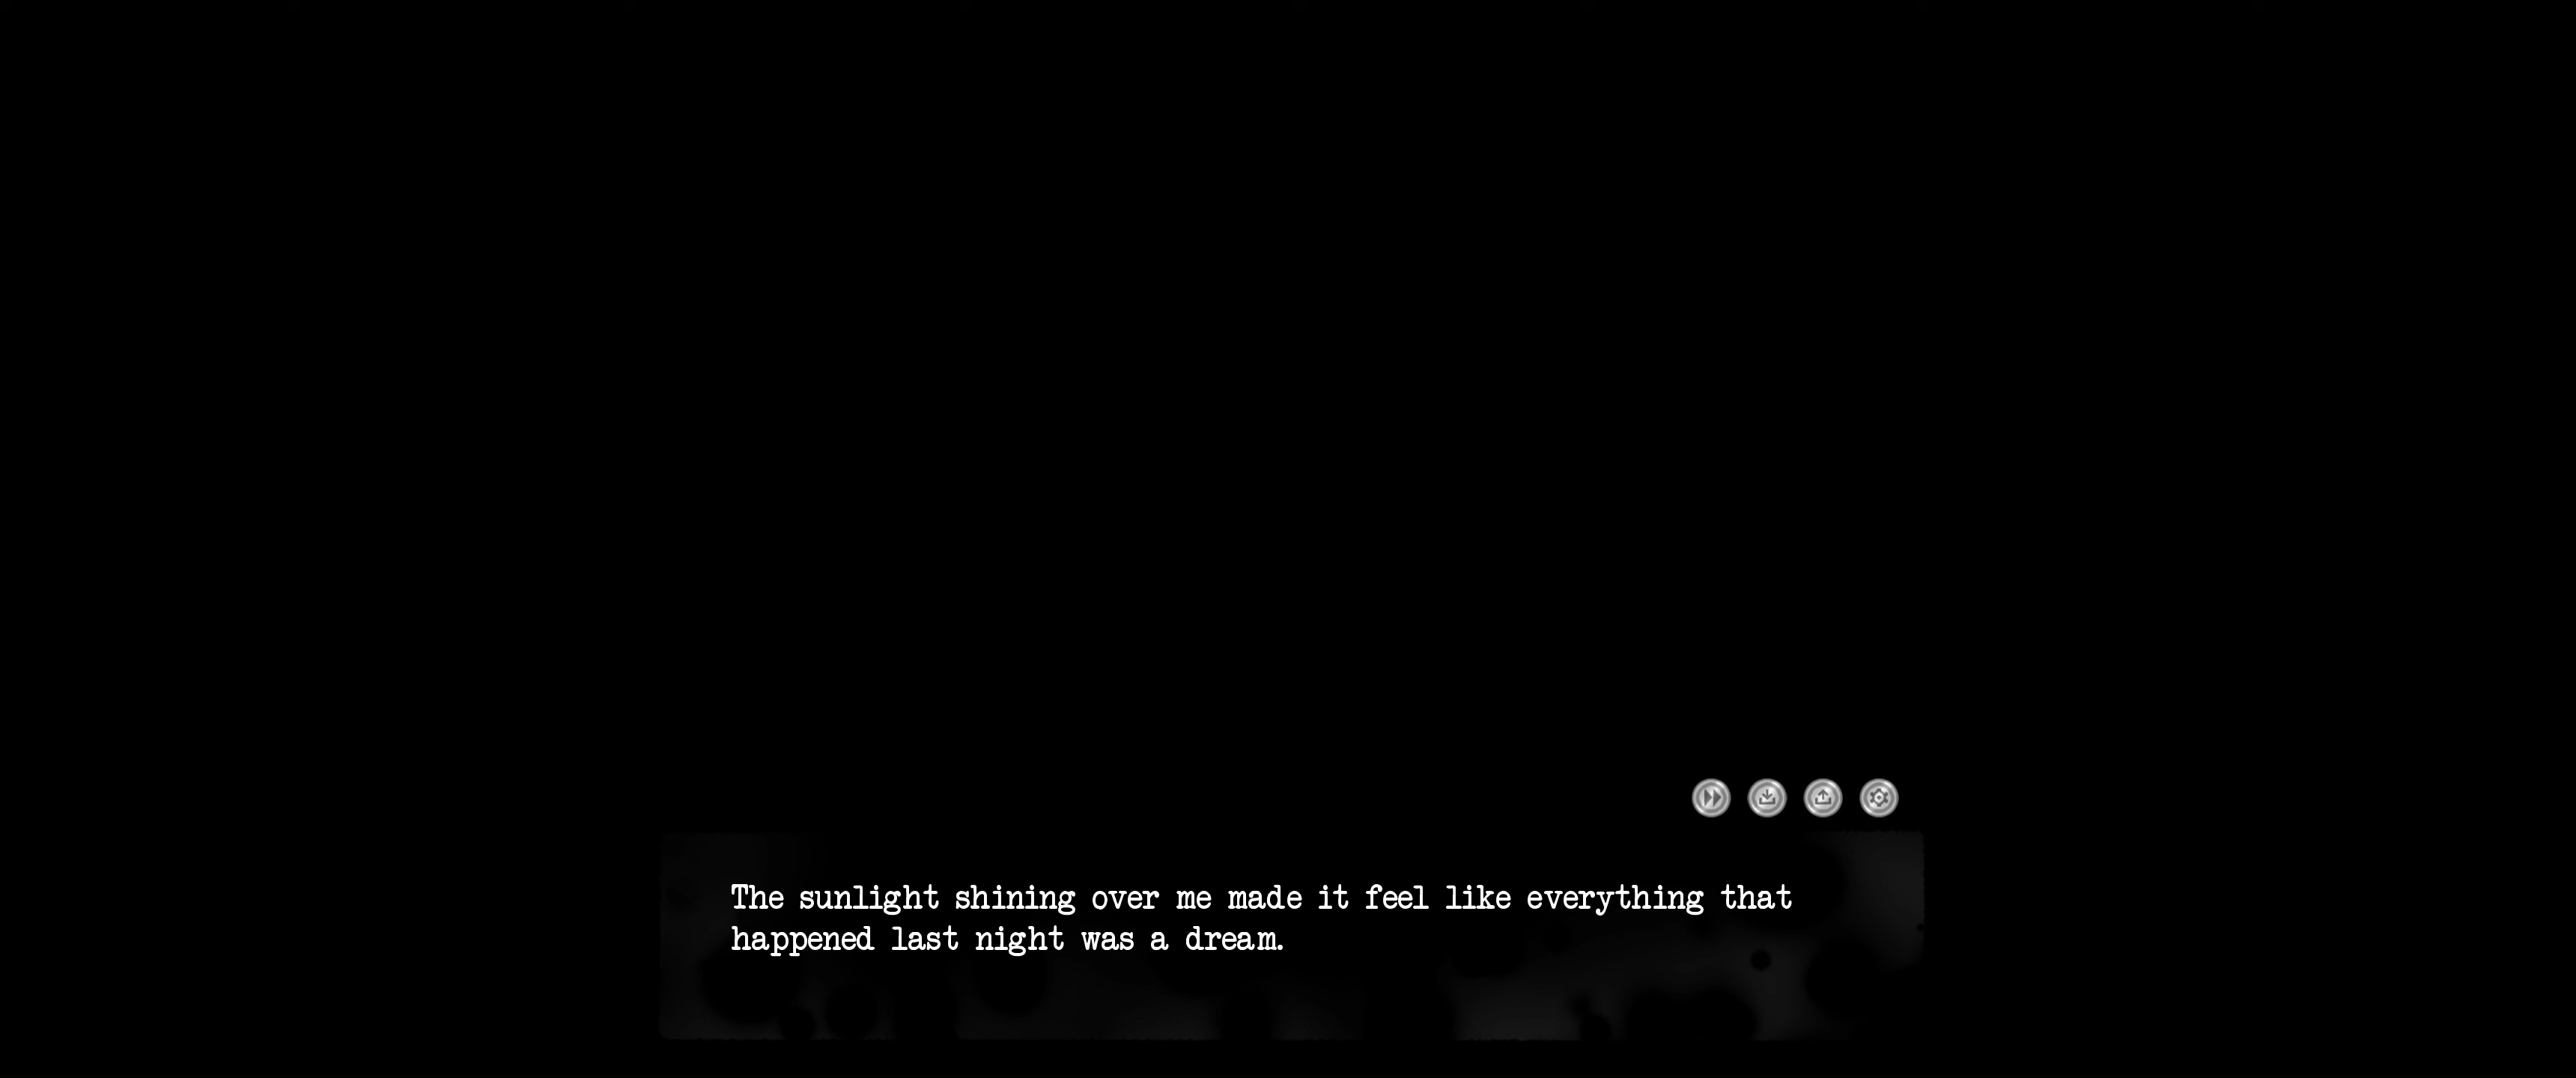 The sunlight shining over me made it feel like everything that
happened last night was a dream.